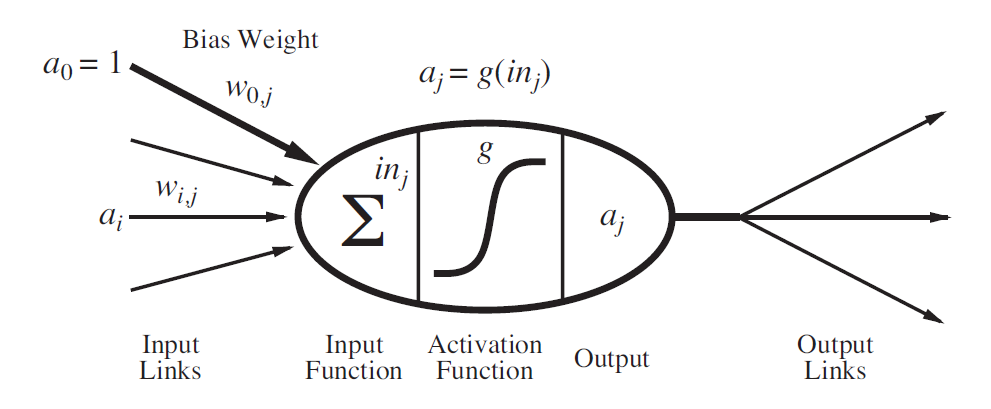 Bias Weight
a₀ = 1
aⱼ = g(inⱼ)
w₀,ⱼ
g
inⱼ
wᵢ,ⱼ
aᵢ
Σ
aⱼ
Input
Links
Input
Function
Activation
Function
Output
Output
Links